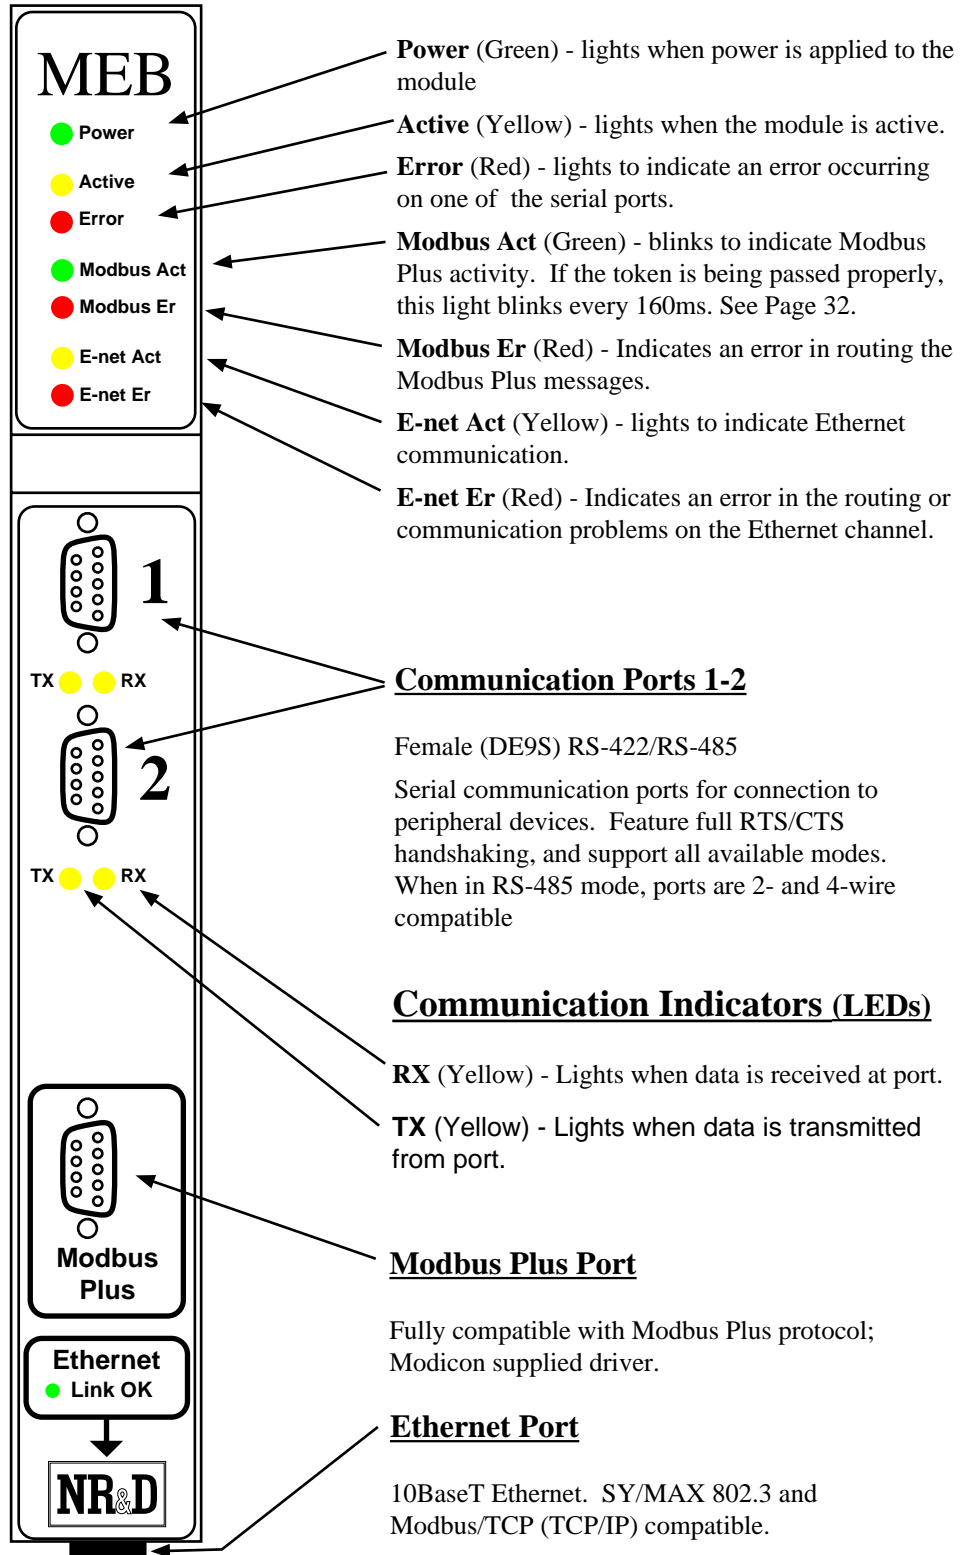 MEB
Power
Active
Error
Modbus Act
Modbus Er
E-net Act
E-net Er
Power (Green) - lights when power is applied to the
module
Active (Yellow) - lights when the module is active.
Error (Red) - lights to indicate an error occurring
on one of the serial ports.
Modbus Act (Green) - blinks to indicate Modbus
Plus activity. If the token is being passed properly,
this light blinks every 160ms. See Page 32.
Modbus Er (Red) - Indicates an error in routing the
Modbus Plus messages.
E-net Act (Yellow) - lights to indicate Ethernet
communication.
E-net Er (Red) - Indicates an error in the routing or
communication problems on the Ethernet channel.
1
TX RX
2
TX RX
Communication Ports 1-2
Female (DE9S) RS-422/RS-485
Serial communication ports for connection to
peripheral devices. Feature full RTS/CTS
handshaking, and support all available modes.
When in RS-485 mode, ports are 2- and 4-wire
compatible
Communication Indicators (LEDs)
RX (Yellow) - Lights when data is received at port.
TX (Yellow) - Lights when data is transmitted
from port.
Modbus
Plus
Modbus Plus Port
Fully compatible with Modbus Plus protocol;
Modicon supplied driver.
Ethernet
Link OK
NR&D
Ethernet Port
10BaseT Ethernet. SY/MAX 802.3 and
Modbus/TCP (TCP/IP) compatible.